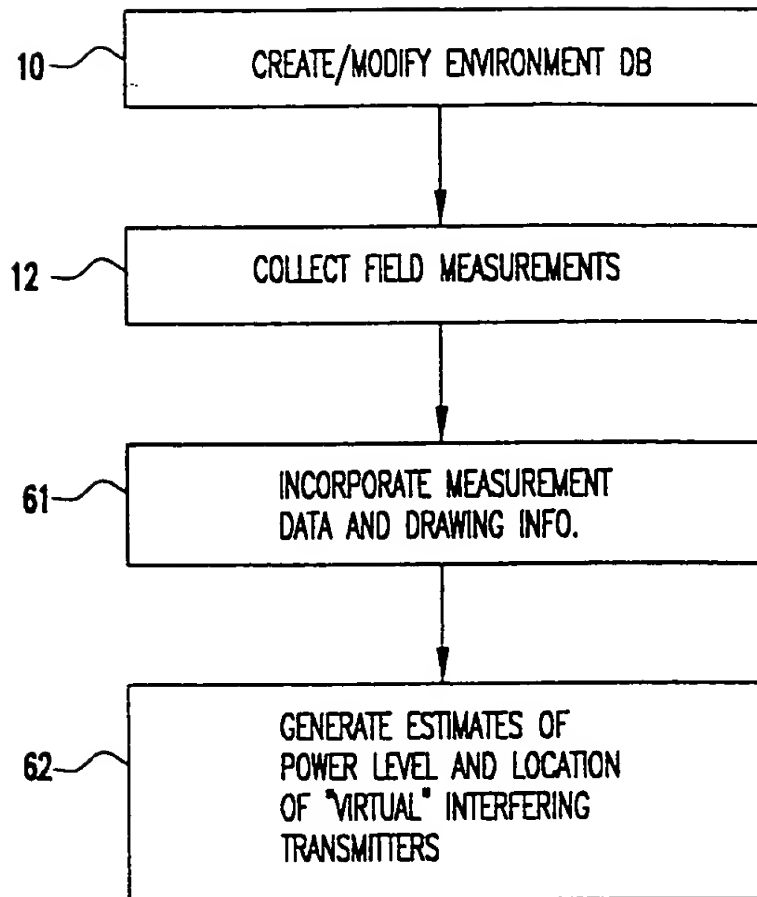 10 CREATE/MODIFY ENVIRONMENT DB
12 COLLECT FIELD MEASUREMENTS
61 INCORPORATE MEASUREMENT
DATA AND DRAWING INFO.
62 GENERATE ESTIMATES OF
POWER LEVEL AND LOCATION
OF "VIRTUAL" INTERFERING
TRANSMITTERS